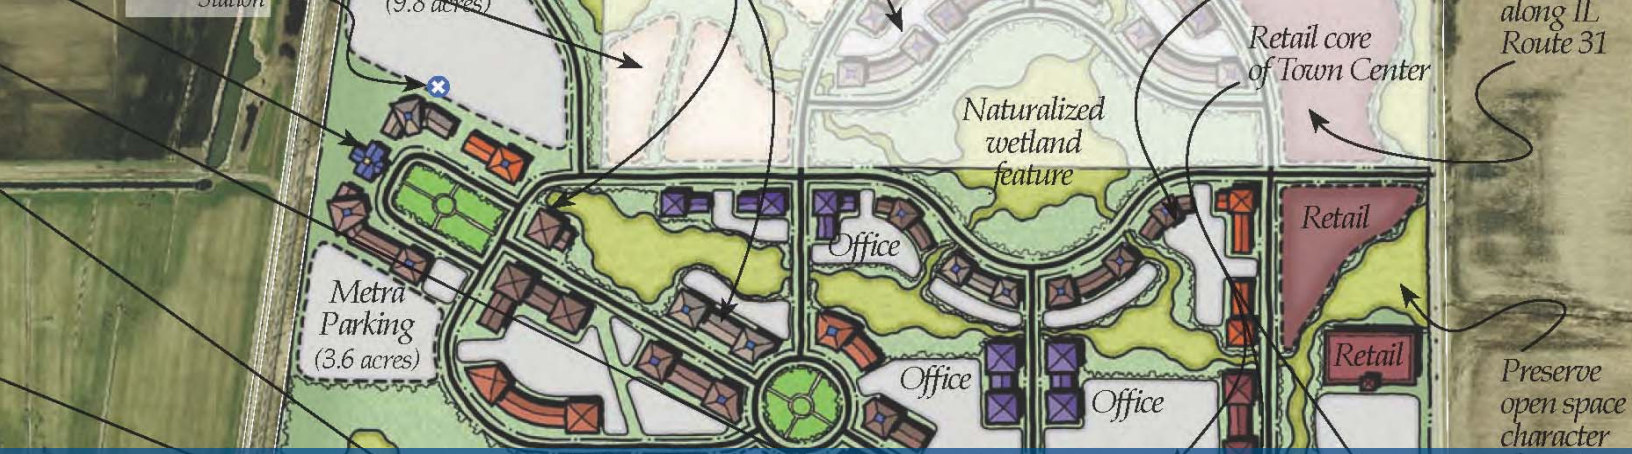 Station
(9.8 acres)
along IL
Route 31
Retail core
of Town Center
Naturalized
wetland
feature
Retail
Office
Metra
Parking
(3.6 acres)
Office
Office
Retail
Preserve
open space
character